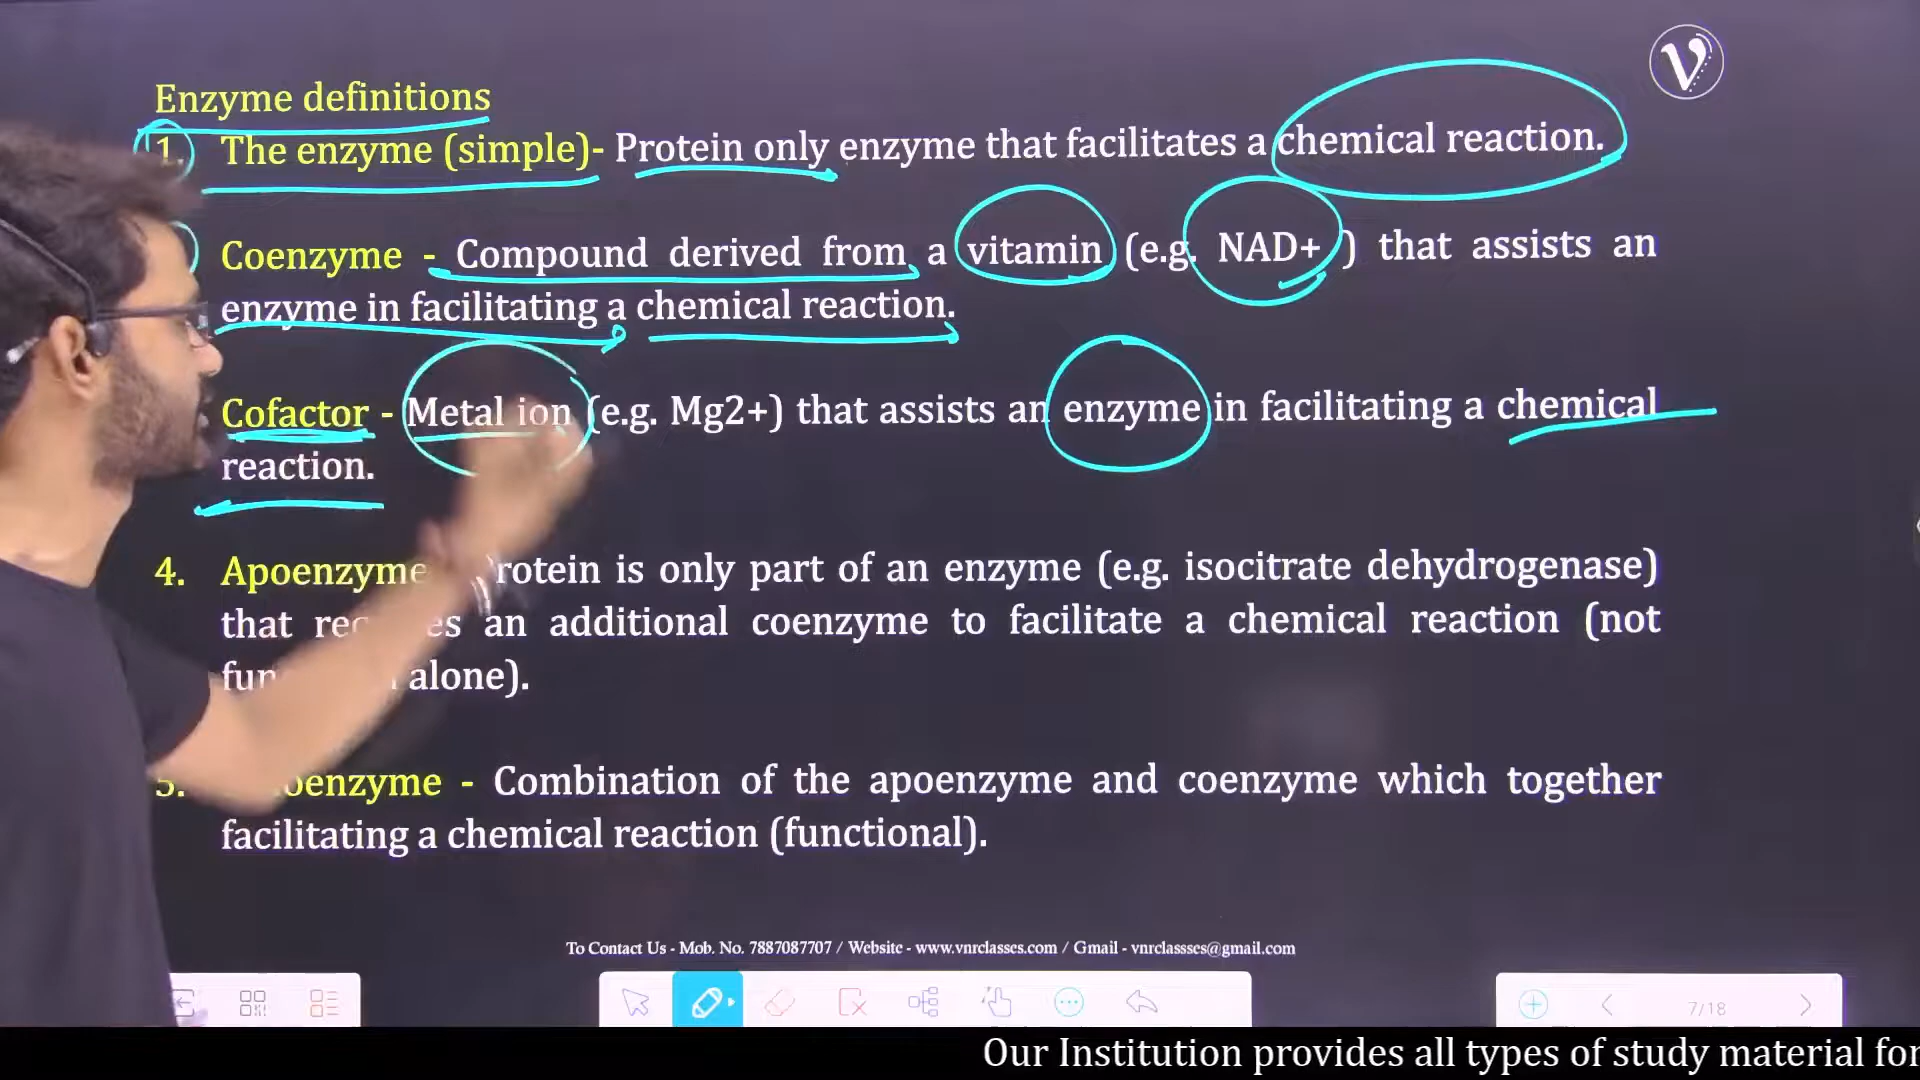 Enzyme definitions
1. The enzyme (simple)- Protein only enzyme that facilitates a chemical reaction.
Coenzyme - Compound derived from a vitamin (e.g. NAD+ ) that assists an
enzyme in facilitating a chemical reaction.
Cofactor - Metal ion (e.g. Mg2+) that assists an enzyme in facilitating a chemical
reaction.
4. Apoenzyme rotein is only part of an enzyme (e.g. isocitrate dehydrogenase)
that an additional coenzyme to facilitate a chemical reaction (not
alone).
5. - Combination of the apoenzyme and coenzyme which together
facilitating a chemical reaction (functional).
To Contact Us - Mob. No. 7887087707 / Website - www.vnrclasses.com / Gmail - vnrclassses@gmail.com
7/18
Our Institution provides all types of study material for